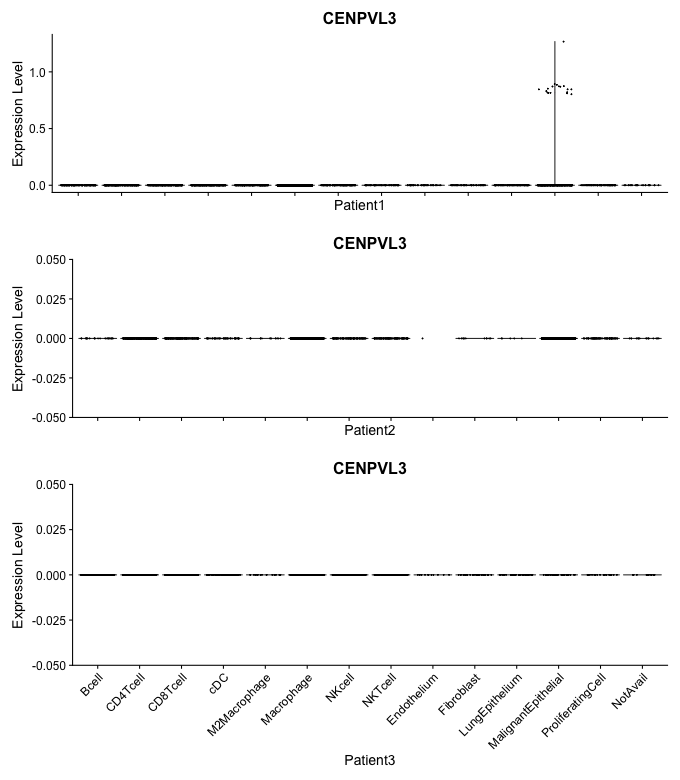 CENPVL3
Expression Level
1.0
0.5
0.0
Patient1
CENPVL3
Expression Level
0.050
0.025
0.000
-0.025
-0.050
Patient2
CENPVL3
Expression Level
0.050
0.025
0.000
-0.025
-0.050
Bcell
CD4Tcell
CD8Tcell
cDC
M2Macrophage
Macrophage
NKcell
NKTcell
Endothelium
Fibroblast
LungEpithelium
MalignantEpithelial
ProliferatingCell
NotAvail
Patient3